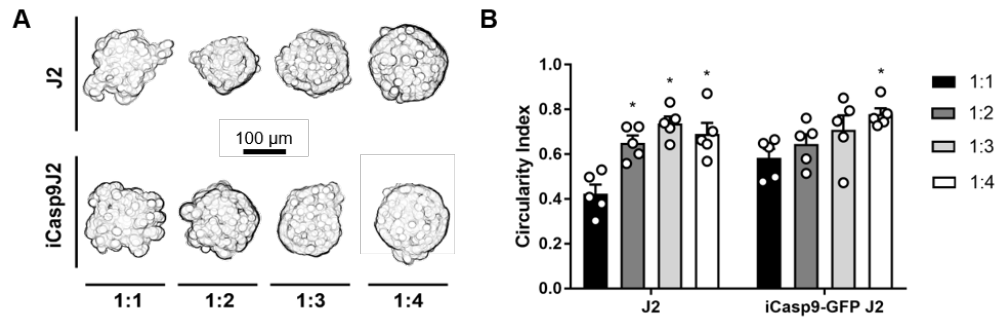 A
J2
100 µm
iCasp9J2
1:1
1:2
1:3
1:4
B
Circularity Index
1.0
0.8
0.6
0.4
0.2
0.0
*
*
*
*
J2
iCasp9-GFP J2
1:1
1:2
1:3
1:4